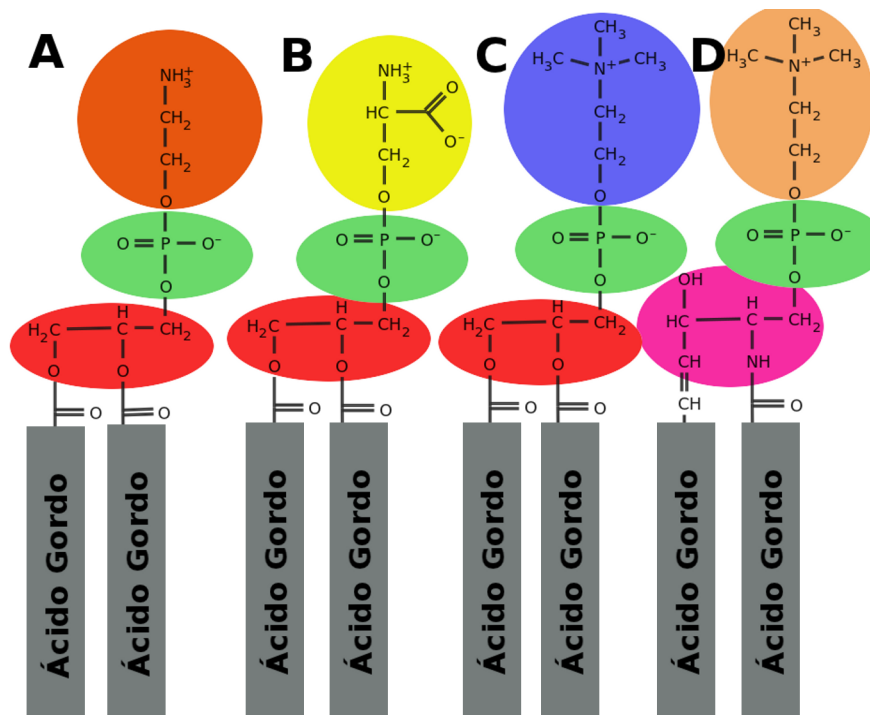 A
NH3+
CH2
CH2
O
O P O−
O
H2C H CH2
O O
O O
Ácido Gordo
Ácido Gordo
B
NH3+
HC O
O−
CH2
O
O P O−
O
H2C H CH2
O O
O O
Ácido Gordo
Ácido Gordo
C
CH3
H3C N+ CH3
CH2
CH2
O
O P O−
O
H2C H CH2
O O
O O
Ácido Gordo
Ácido Gordo
D
CH3
H3C N+ CH3
CH2
CH2
O
O P O−
OH O
HC H CH2
CH NH
CH O
Ácido Gordo
Ácido Gordo